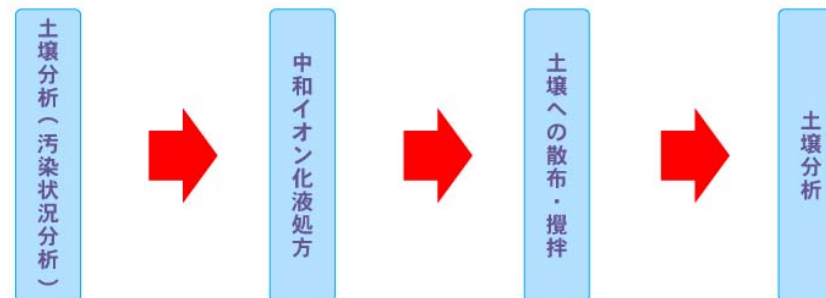 土壌分析（汚染状況分析）
中和イオン化液処方
土壌への散布・攪拌
土壌分析